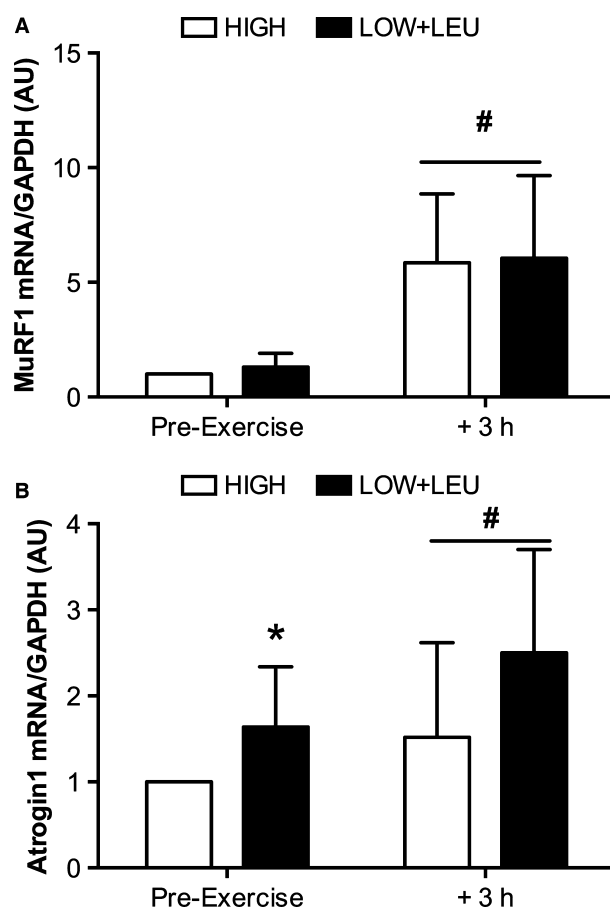 A
HIGH LOW+LEU
MuRF1 mRNA/GAPDH (AU)
15
#
10
5
0
Pre-Exercise + 3 h
B
HIGH LOW+LEU
Atrogin1 mRNA/GAPDH (AU)
4
#
3
*
2
1
0
Pre-Exercise + 3 h